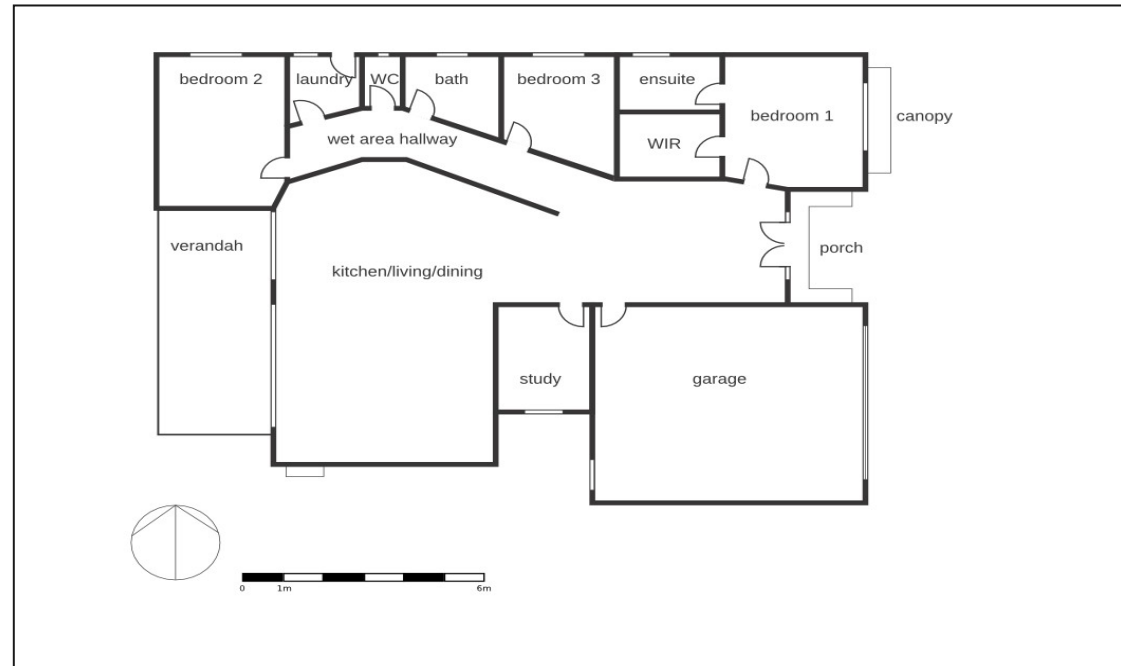 bedroom 2
laundry
WC
bath
bedroom 3
ensuite
bedroom 1
canopy
wet area hallway
WIR
verandah
kitchen/living/dining
porch
study
garage
0 1m 6m